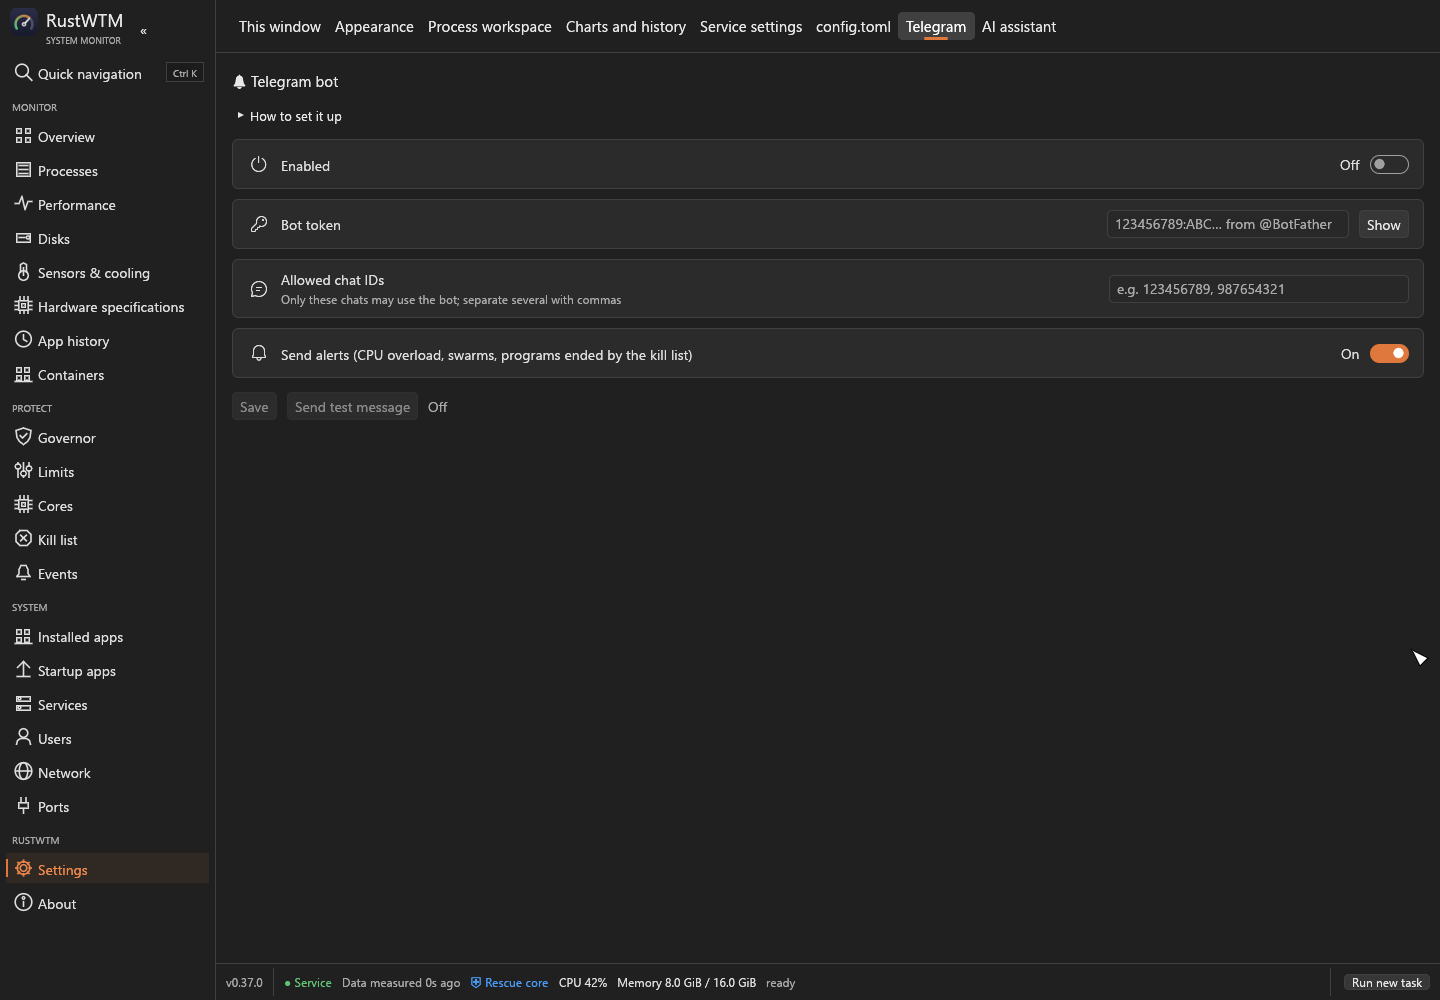 RustWTM
SYSTEM MONITOR
«
Quick navigation
Ctrl K
MONITOR
Overview
Processes
Performance
Disks
Sensors & cooling
Hardware specifications
App history
Containers
PROTECT
Governor
Limits
Cores
Kill list
Events
SYSTEM
Installed apps
Startup apps
Services
Users
Network
Ports
RUSTWTM
Settings
About
This window Appearance Process workspace Charts and history Service settings config.toml Telegram AI assistant
Telegram bot
How to set it up
Enabled
Off
Bot token
123456789:ABC... from @BotFather
Show
Allowed chat IDs
Only these chats may use the bot; separate several with commas
e.g. 123456789, 987654321
Send alerts (CPU overload, swarms, programs ended by the kill list)
On
Save Send test message Off
v0.37.0 Service Data measured 0s ago Rescue core CPU 42% Memory 8.0 GiB / 16.0 GiB ready Run new task